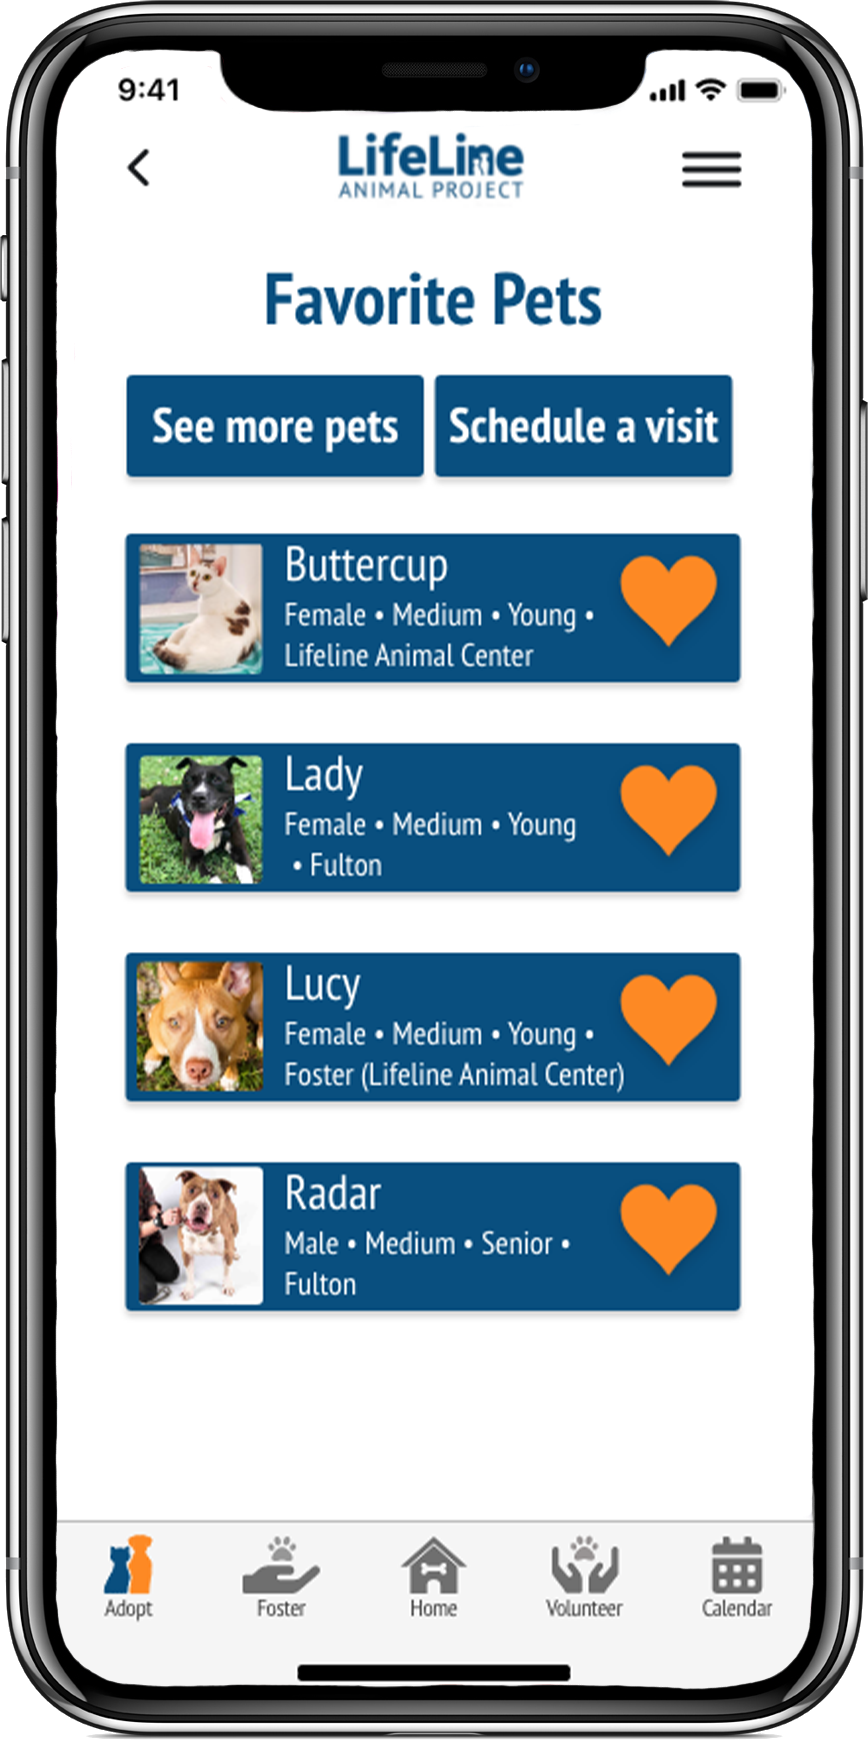 9:41
LifeLine
ANIMAL PROJECT
Favorite Pets
See more pets
Schedule a visit
Buttercup
Female • Medium • Young •
Lifeline Animal Center
Lady
Female • Medium • Young
• Fulton
Lucy
Female • Medium • Young •
Foster (Lifeline Animal Center)
Radar
Male • Medium • Senior •
Fulton
Adopt
Foster
Home
Volunteer
Calendar